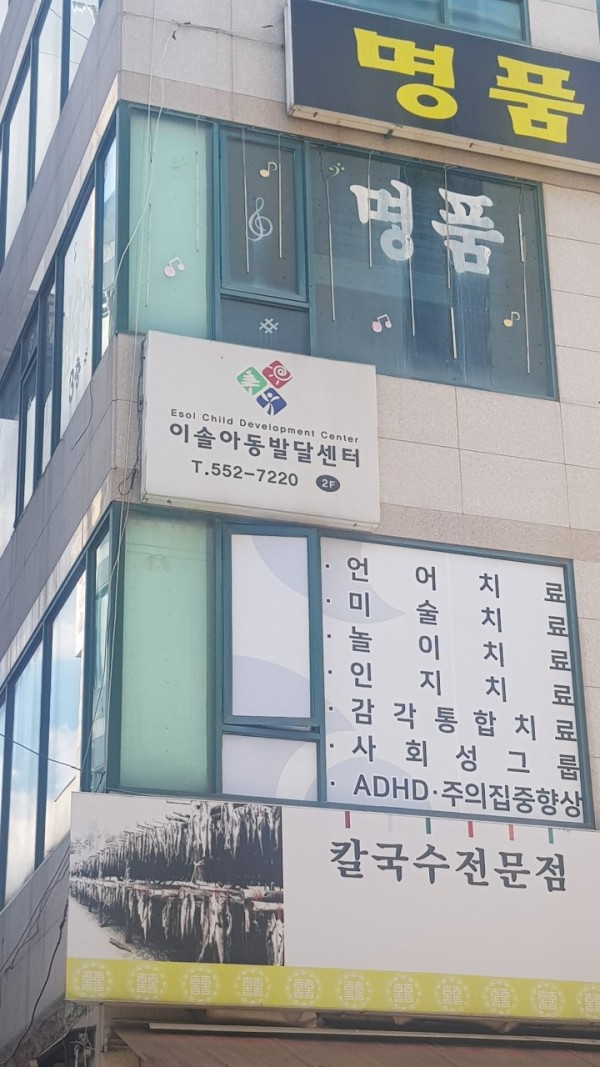 명품
명품
Esol Child Development Center
이솔아동발달센터
T.552-7220 2F
· 언어치료
· 미술치료
· 놀이치료
· 인지치료
· 감각통합치료
· 사회성그룹
· ADHD·주의집중향상
칼국수전문점